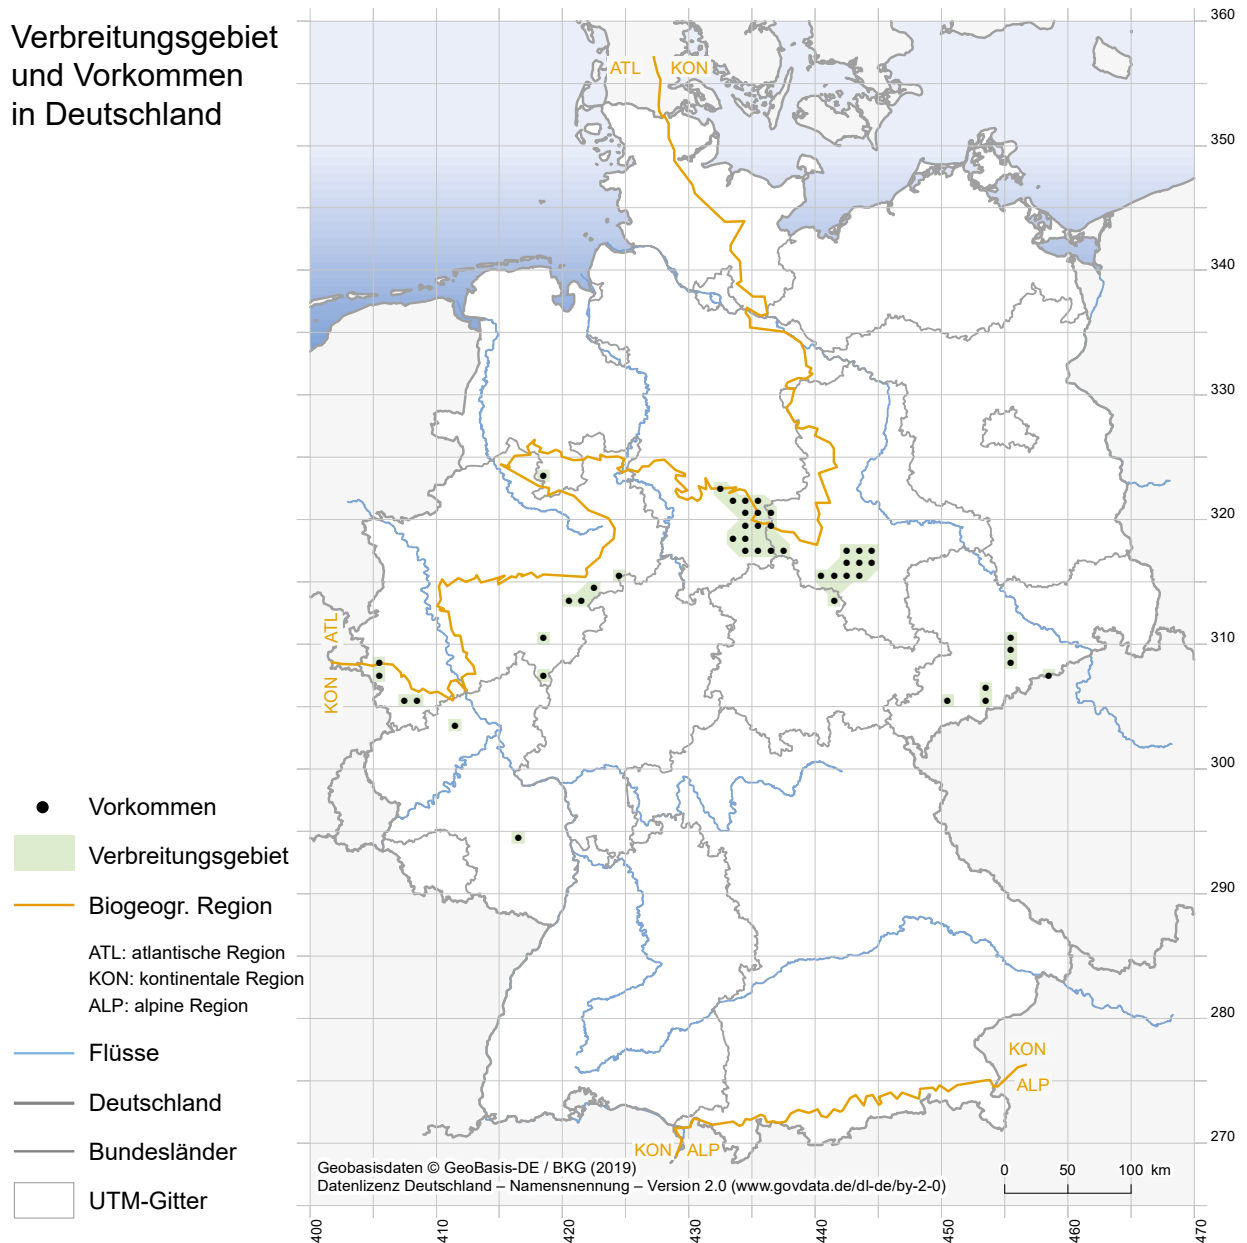 Verbreitungsgebiet
und Vorkommen
in Deutschland
ATL KON
360
350
340
330
320
310
300
290
280
270
ATL
KON
Vorkommen
Verbreitungsgebiet
Biogeogr. Region
ATL: atlantische Region
KON: kontinentale Region
ALP: alpine Region
Flüsse
Deutschland
Bundesländer
UTM-Gitter
KON
ALP
KON ALP
Geobasisdaten © GeoBasis-DE / BKG (2019)
Datenlizenz Deutschland – Namensnennung – Version 2.0 (www.govdata.de/dl-de/by-2-0)
0 50 100 km
400 410 420 430 440 450 460 470